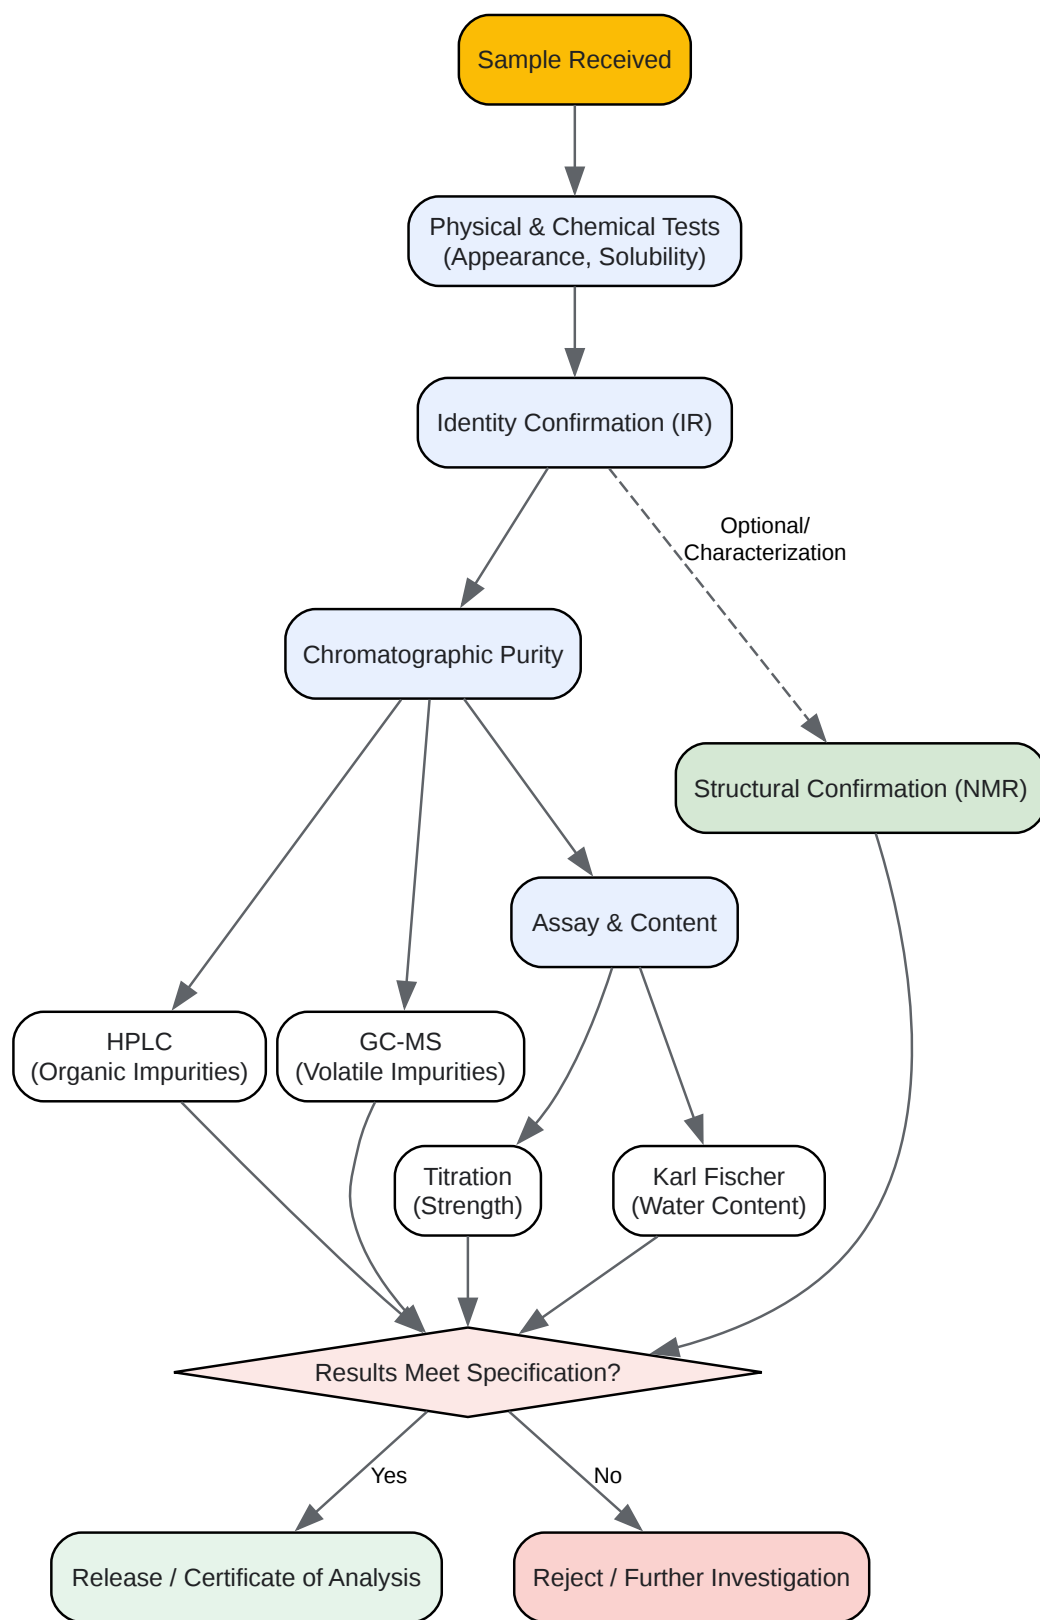 Sample Received
Physical & Chemical Tests
(Appearance, Solubility)
Identity Confirmation (IR)
Optional/
Characterization
Chromatographic Purity
Structural Confirmation (NMR)
Assay & Content
HPLC
(Organic Impurities)
GC-MS
(Volatile Impurities)
Titration
(Strength)
Karl Fischer
(Water Content)
Results Meet Specification?
Yes
No
Release / Certificate of Analysis
Reject / Further Investigation